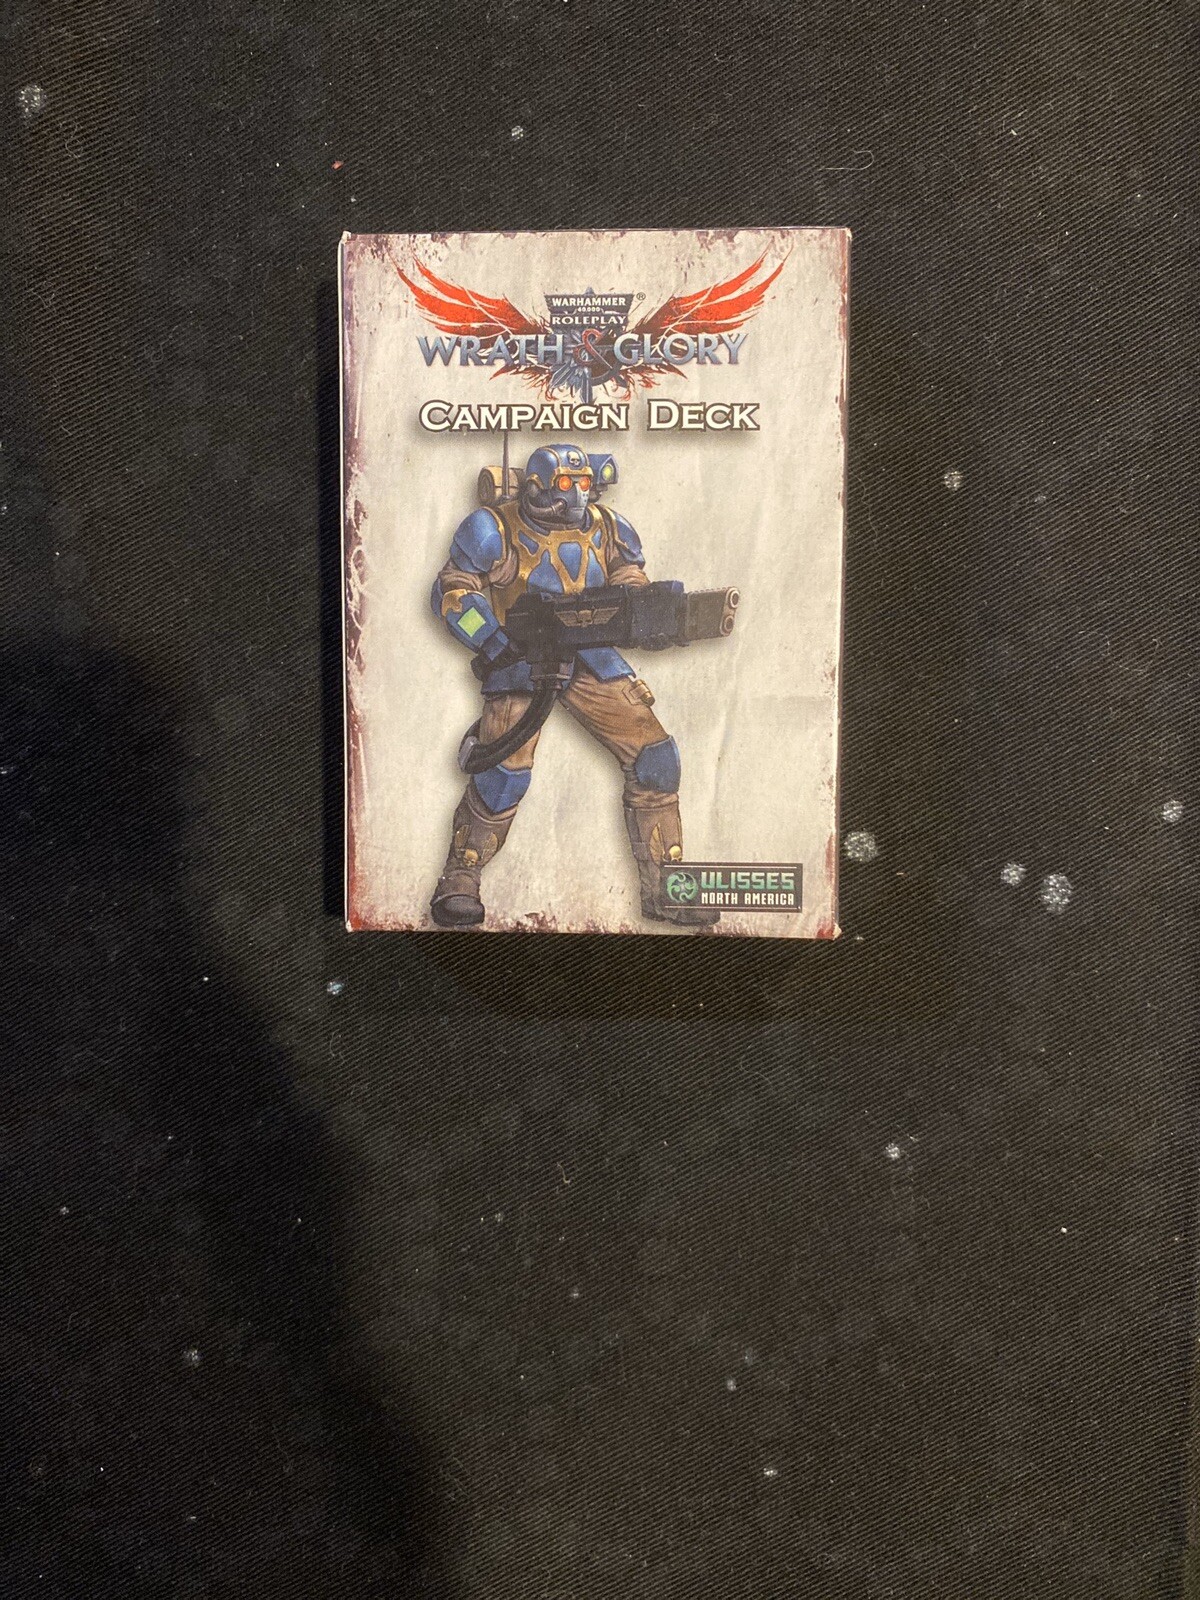 WARHAMMER ®
40,000
ROLEPLAY
WRATH & GLORY
CAMPAIGN DECK
ULISSES
NORTH AMERICA